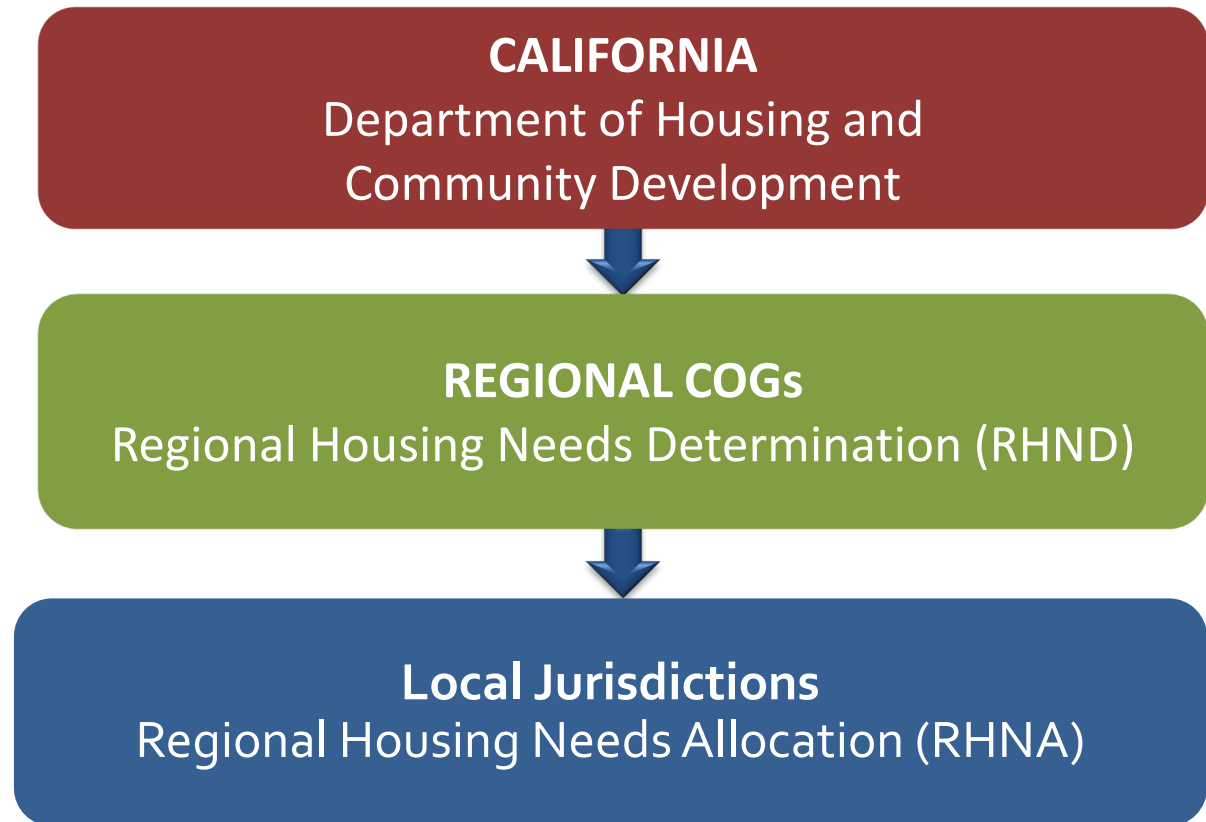 CALIFORNIA
Department of Housing and
Community Development
REGIONAL COGs
Regional Housing Needs Determination (RHND)
Local Jurisdictions
Regional Housing Needs Allocation (RHNA)